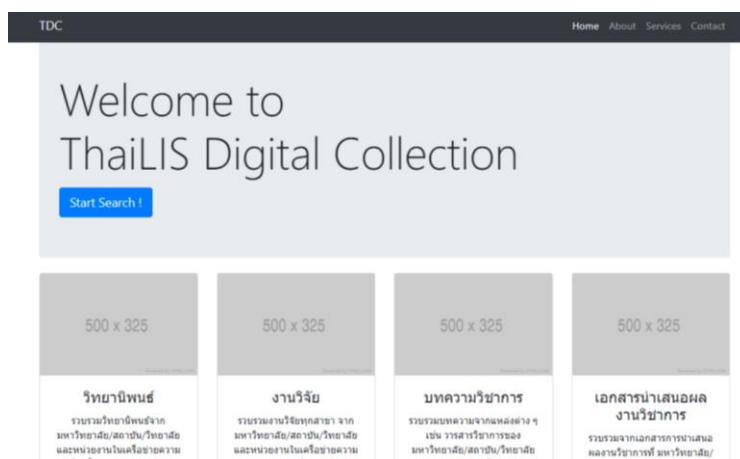 TDC
Home About Services Contact
Welcome to
ThaiLIS Digital Collection
Start Search !
500 x 325
500 x 325
500 x 325
500 x 325
วิทยานิพนธ์
รวบรวมวิทยานิพนธ์จาก
มหาวิทยาลัย/สถาบัน/วิทยาลัย
และหน่วยงานในเครือข่ายความ
งานวิจัย
รวบรวมงานวิจัยทุกสาขา จาก
มหาวิทยาลัย/สถาบัน/วิทยาลัย
และหน่วยงานในเครือข่ายความ
บทความวิชาการ
รวบรวมบทความจากแหล่งต่าง ๆ
เช่น วารสารวิชาการของ
มหาวิทยาลัย/สถาบัน/วิทยาลัย
เอกสารนำเสนอผล
งานวิชาการ
รวบรวมจากเอกสารการนำเสนอ
ผลงานวิชาการที่ มหาวิทยาลัย/